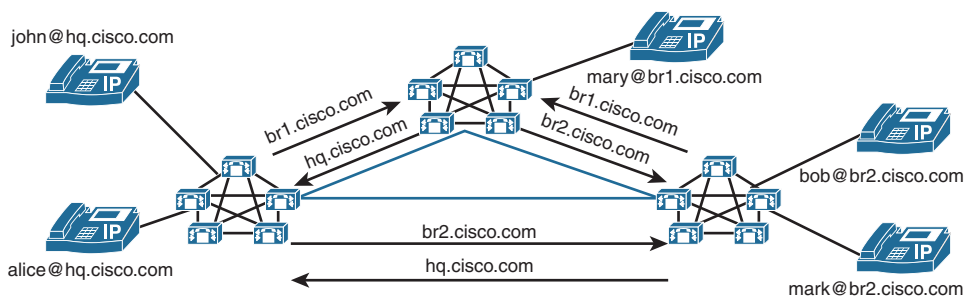 john@hq.cisco.com
IP
IP
mary@br1.cisco.com
br1.cisco.com
hq.cisco.com
br1.cisco.com
br2.cisco.com
IP
bob@br2.cisco.com
IP
alice@hq.cisco.com
br2.cisco.com
hq.cisco.com
IP
mark@br2.cisco.com